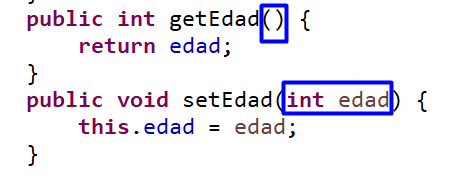 public int getEdad() {
return edad;
}
public void setEdad(int edad) {
this.edad = edad;
}